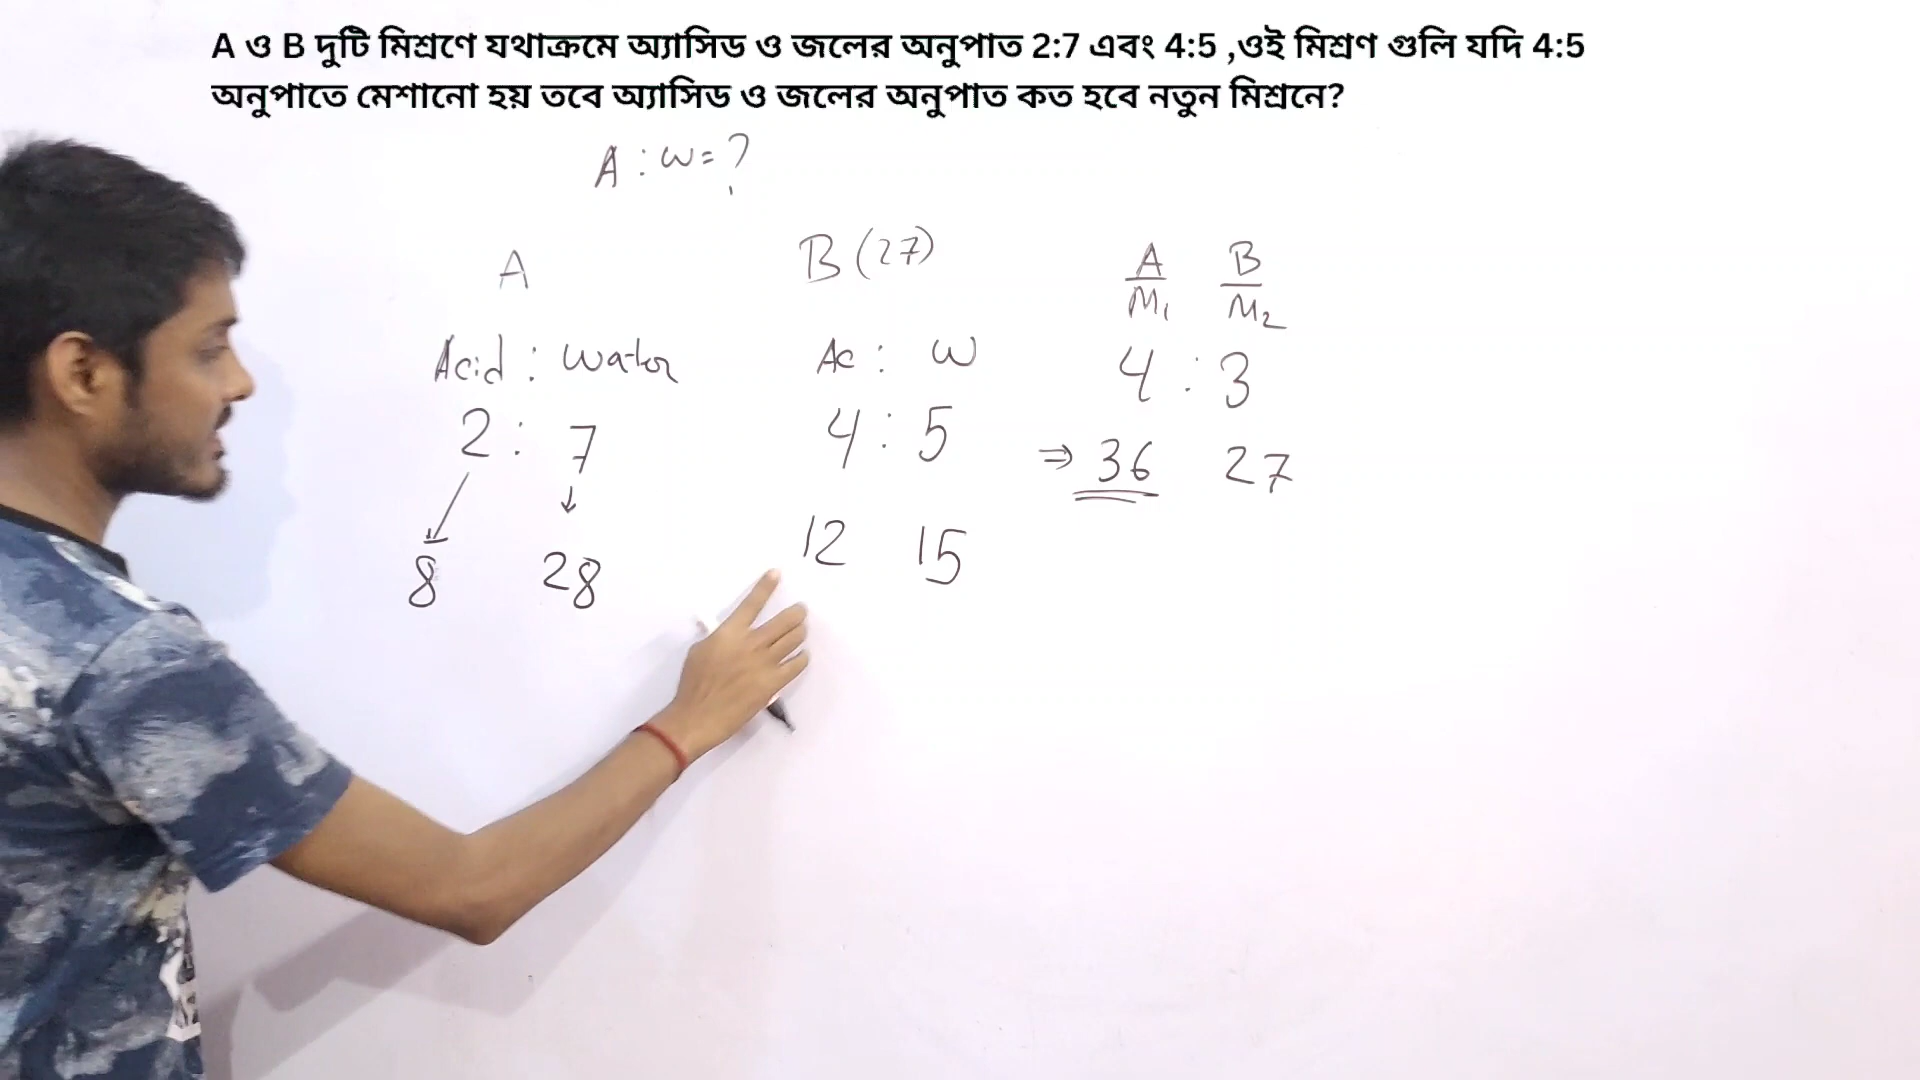 A ও B দুটি মিশ্রণে যথাক্রমে অ্যাসিড ও জলের অনুপাত 2:7 এবং 4:5 ,ওই মিশ্রণ গুলি যদি 4:5
অনুপাতে মেশানো হয় তবে অ্যাসিড ও জলের অনুপাত কত হবে নতুন মিশ্রনে?
A : w = ?
A B (27) A B
M1 M2
Acid : water Ac : W 4 : 3
2 : 7 4 : 5 ⇒ 36 27
8 28 12 15